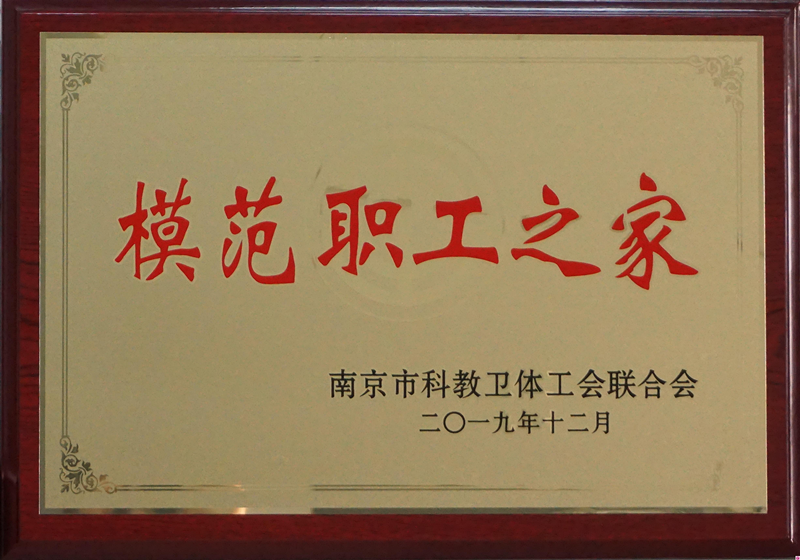 模范职工之家
南京市科教卫体工会联合会
二〇一九年十二月